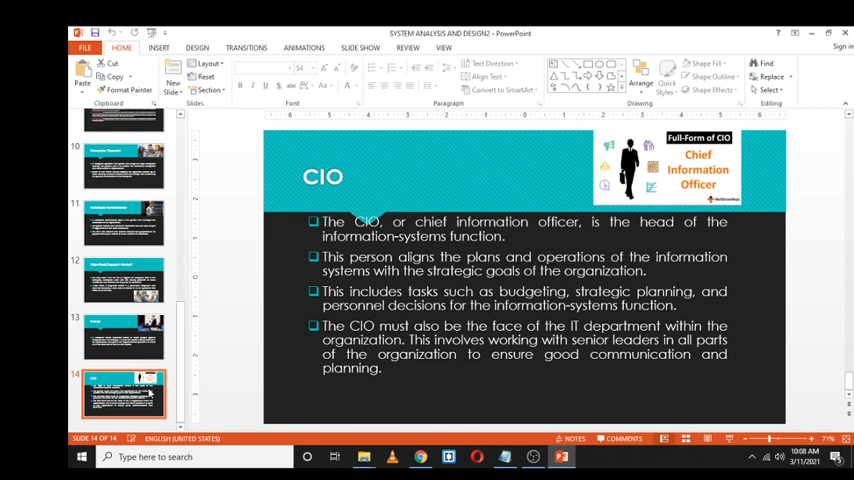 SYSTEM ANALYSIS AND DESIGN2 - PowerPoint
FILE HOME INSERT DESIGN TRANSITIONS ANIMATIONS SLIDE SHOW REVIEW VIEW Sign in
Paste
Cut
Copy
Format Painter
Clipboard
New
Slide
Layout
Reset
Section
Slides
54
Font
Text Direction
Align Text
Convert to SmartArt
Paragraph
Arrange
Quick
Styles
Shape Fill
Shape Outline
Shape Effects
Drawing
Find
Replace
Select
Editing
10
11
12
13
14
CIO
Full-Form of CIO
Chief
Information
Officer
The CIO, or chief information officer, is the head of the
information-systems function.
This person aligns the plans and operations of the information
systems with the strategic goals of the organization.
This includes tasks such as budgeting, strategic planning, and
personnel decisions for the information-systems function.
The CIO must also be the face of the IT department within the
organization. This involves working with senior leaders in all parts
of the organization to ensure good communication and
planning.
SLIDE 14 OF 14 ENGLISH (UNITED STATES) NOTES COMMENTS 71%
Type here to search
10:08 AM
3/11/2021